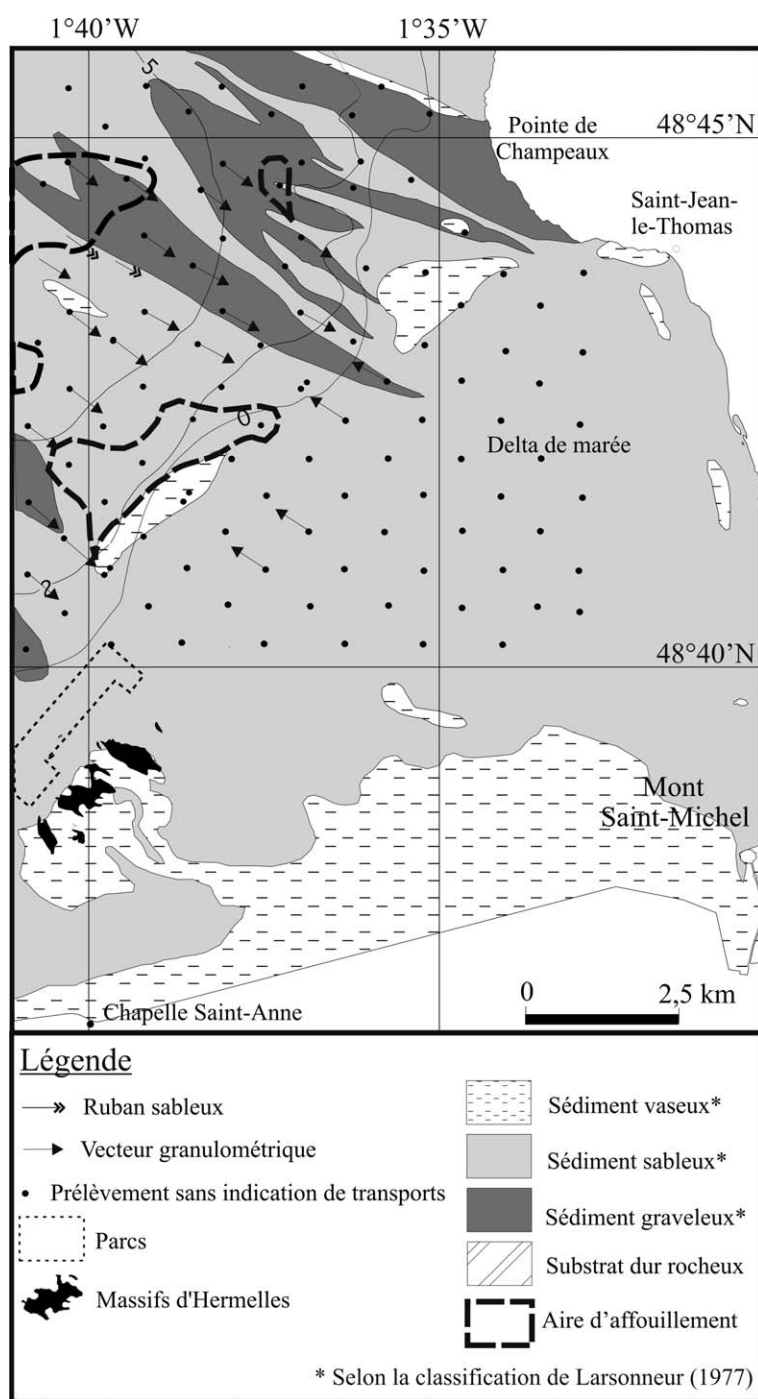 1°40’W
1°35’W
5
Pointe de
Champeaux
48°45’N
Saint-Jean-
le-Thomas
0
Delta de marée
2
48°40’N
Mont
Saint-Michel
0
2,5 km
Chapelle Saint-Anne
Légende
Ruban sableux
Vecteur granulométrique
Prélèvement sans indication de transports
Parcs
Massifs d'Hermelles
Sédiment vaseux*
Sédiment sableux*
Sédiment graveleux*
Substrat dur rocheux
Aire d’affouillement
* Selon la classification de Larsonneur (1977)